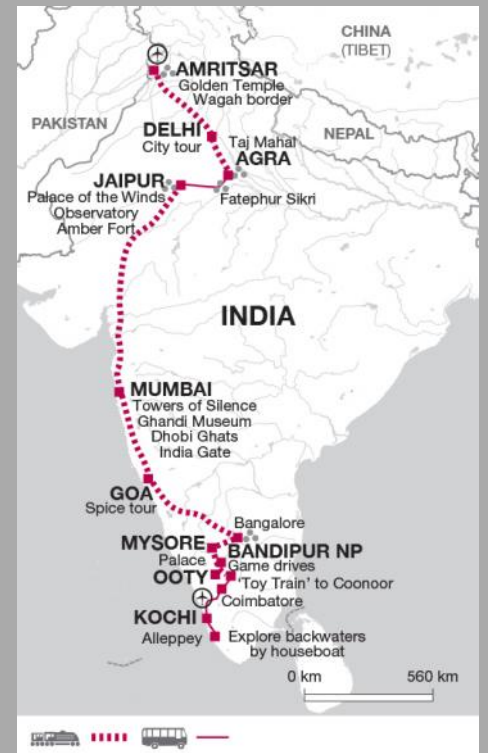 CHINA
(TIBET)
AMRITSAR
Golden Temple
Wagah border
PAKISTAN
DELHI
City tour
NEPAL
Taj Mahal
AGRA
JAIPUR
Palace of the Winds
Observatory
Amber Fort
Fatephur Sikri
INDIA
MUMBAI
Towers of Silence
Ghandi Museum
Dhobi Ghats
India Gate
GOA
Spice tour
Bangalore
MYSORE
Palace
BANDIPUR NP
Game drives
OOTY
'Toy Train' to Coonoor
Coimbatore
KOCHI
Alleppey
Explore backwaters
by houseboat
0 km 560 km